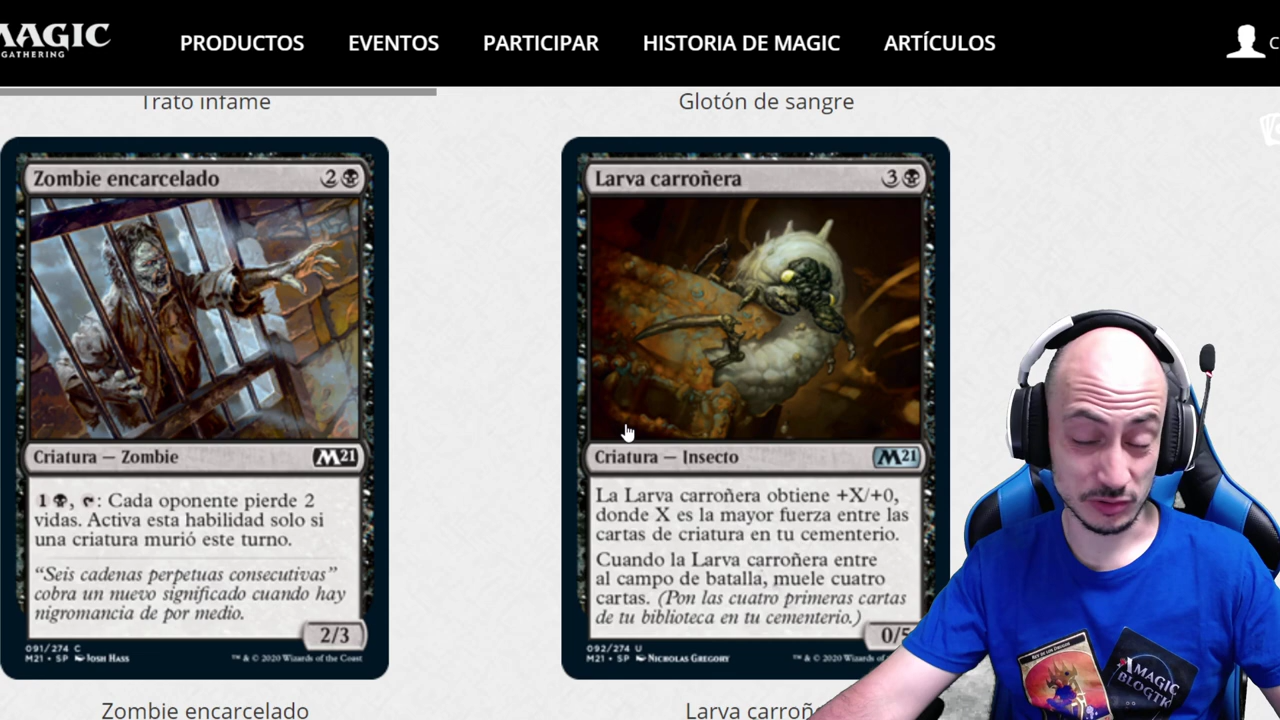 MAGIC
GATHERING
PRODUCTOS
EVENTOS
PARTICIPAR
HISTORIA DE MAGIC
ARTÍCULOS
C
Trato infame
Glotón de sangre
Zombie encarcelado 2
Criatura — Zombie M21
1 , : Cada oponente pierde 2
vidas. Activa esta habilidad solo si
una criatura murió este turno.
“Seis cadenas perpetuas consecutivas”
cobra un nuevo significado cuando hay
nigromancia de por medio.
2/3
091/274 C
M21 • SP Josh Hass
™ & © 2020 Wizards of the Coast
Zombie encarcelado
Larva carroñera 3
Criatura — Insecto M21
La Larva carroñera obtiene +X/+0,
donde X es la mayor fuerza entre las
cartas de criatura en tu cementerio.
Cuando la Larva carroñera entre
al campo de batalla, muele cuatro
cartas. (Pon las cuatro primeras cartas
de tu biblioteca en tu cementerio.)
0/5
092/274 U
M21 • SP Nicholas Gregory
™ & © 2020 Wizards of
Larva carroñ
AMAGIC
BLOGTK